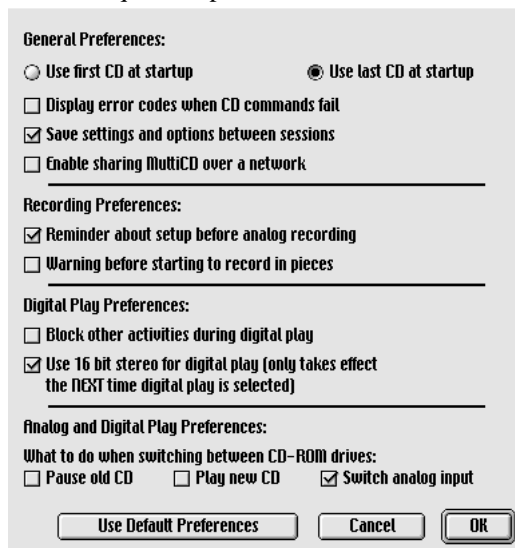 General Preferences:
Use first CD at startup Use last CD at startup
Display error codes when CD commands fail
Save settings and options between sessions
Enable sharing MultiCD over a network
Recording Preferences:
Reminder about setup before analog recording
Warning before starting to record in pieces
Digital Play Preferences:
Block other activities during digital play
Use 16 bit stereo for digital play (only takes effect
the NEXT time digital play is selected)
Analog and Digital Play Preferences:
What to do when switching between CD-ROM drives:
Pause old CD Play new CD Switch analog input
Use Default Preferences Cancel OK